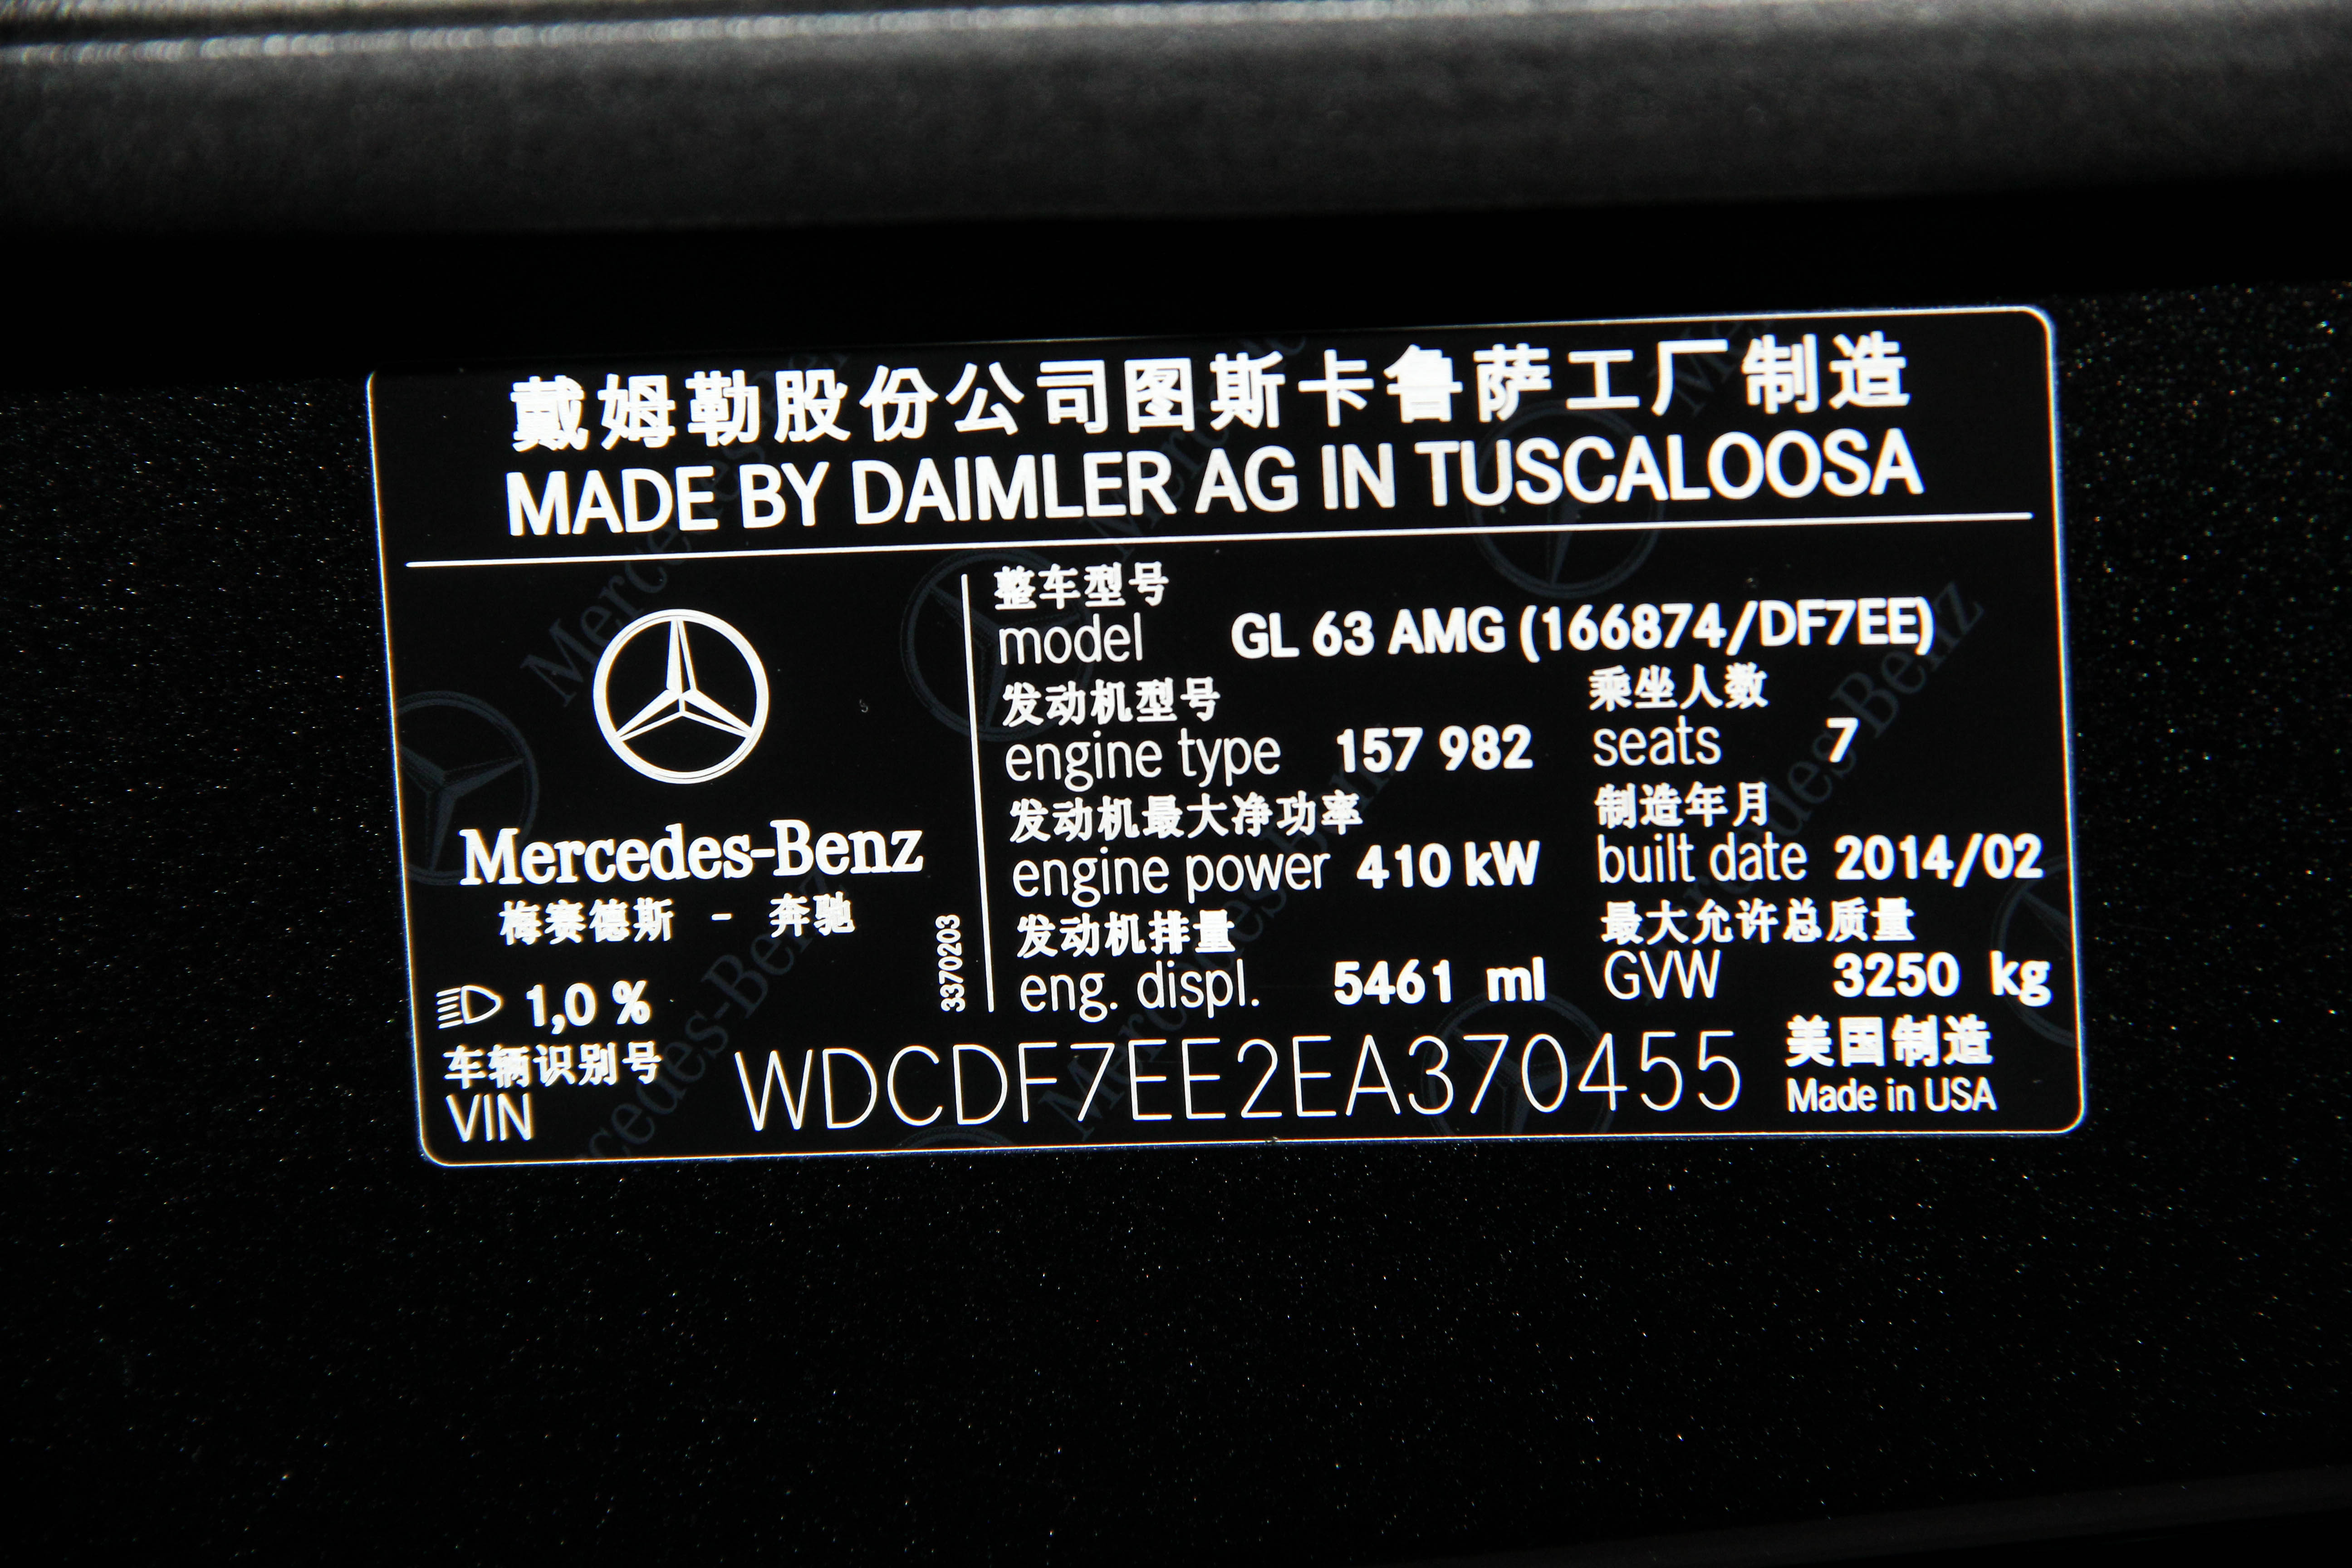 戴姆勒股份公司图斯卡鲁萨工厂制造
MADE BY DAIMLER AG IN TUSCALOOSA
Mercedes-Benz
梅赛德斯 - 奔驰
1,0 %
3370203
整车型号
model GL 63 AMG (166874/DF7EE)
发动机型号 乘坐人数
engine type 157 982 seats 7
发动机最大净功率 制造年月
engine power 410 kW built date 2014/02
发动机排量 最大允许总质量
eng. displ. 5461 ml GVW 3250 kg
车辆识别号
VIN WDCDF7EE2EA370455
美国制造
Made in USA